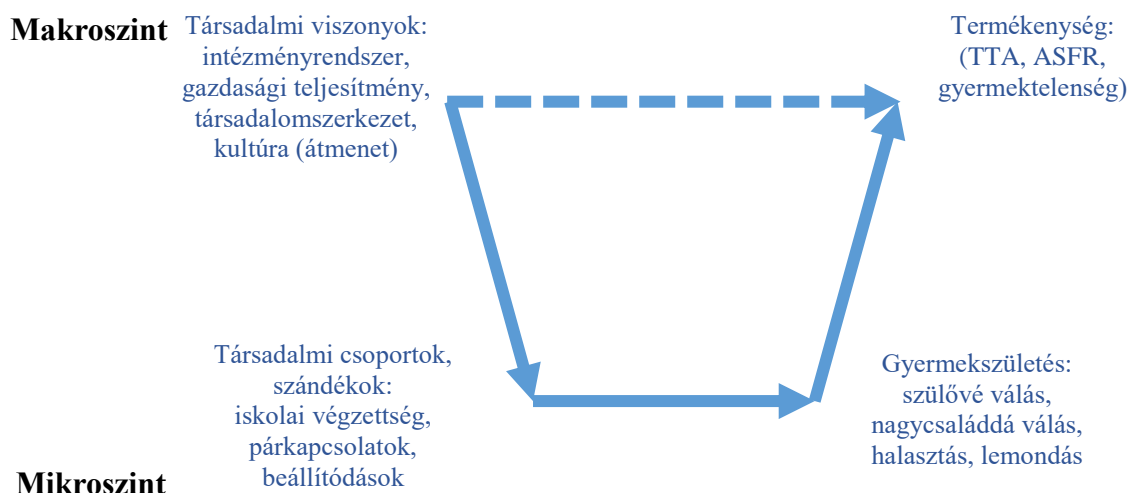 Makroszint
Társadalmi viszonyok:
intézményrendszer,
gazdasági teljesítmény,
társadalomszerkezet,
kultúra (átmenet)
Termékenység:
(TTA, ASFR,
gyermektelenség)
Társadalmi csoportok,
szándékok:
iskolai végzettség,
párkapcsolatok,
beállítódások
Gyermekszületés:
szülővé válás,
nagycsaláddá válás,
halasztás, lemondás
Mikroszint